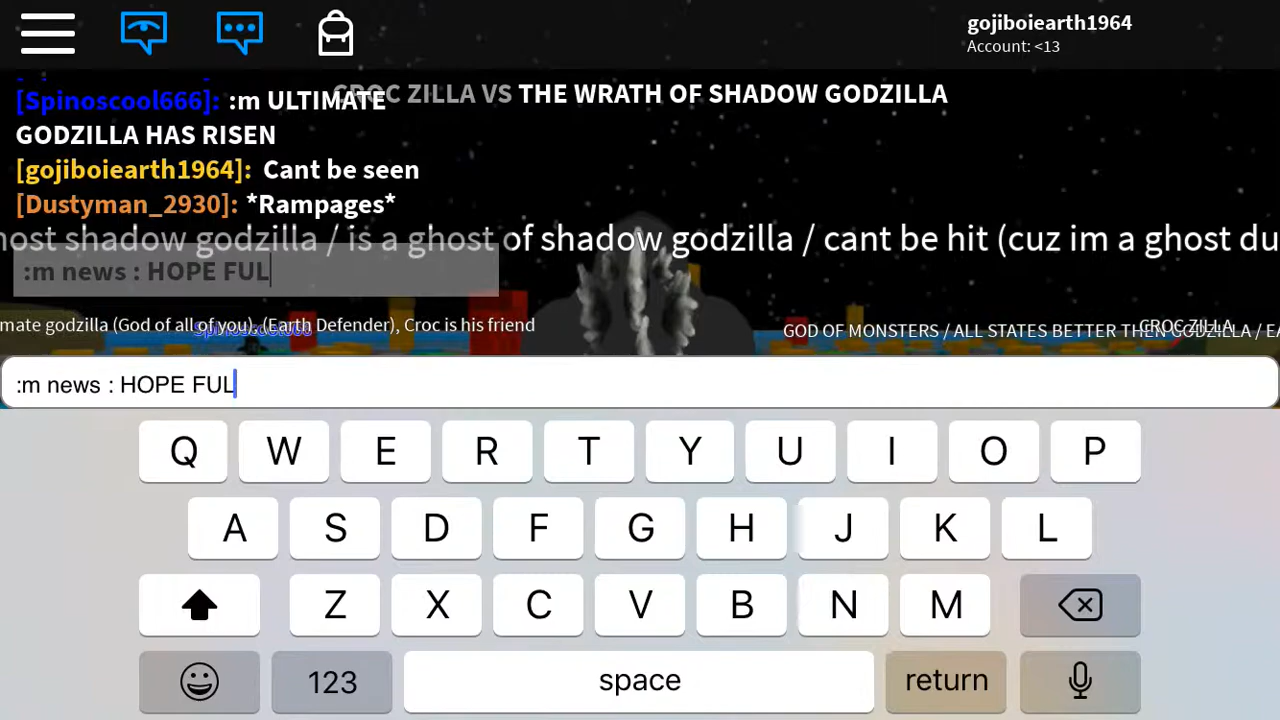 gojiboiearth1964
Account: <13
CROC ZILLA VS THE WRATH OF SHADOW GODZILLA
[Spinoscool666]: :m ULTIMATE
GODZILLA HAS RISEN
[gojiboiearth1964]: Cant be seen
[Dustyman_2930]: *Rampages*
host shadow godzilla / is a ghost of shadow godzilla / cant be hit (cuz im a ghost du
:m news : HOPE FUL
mate godzilla (God of all of you), (Earth Defender), Croc is his friend
Spinoscool666
GOD OF MONSTERS / ALL STATES BETTER THEN GODZILLA / EA
CROC ZILLA
:m news : HOPE FUL
Q W E R T Y U I O P
A S D F G H J K L
Z X C V B N M
123 space return